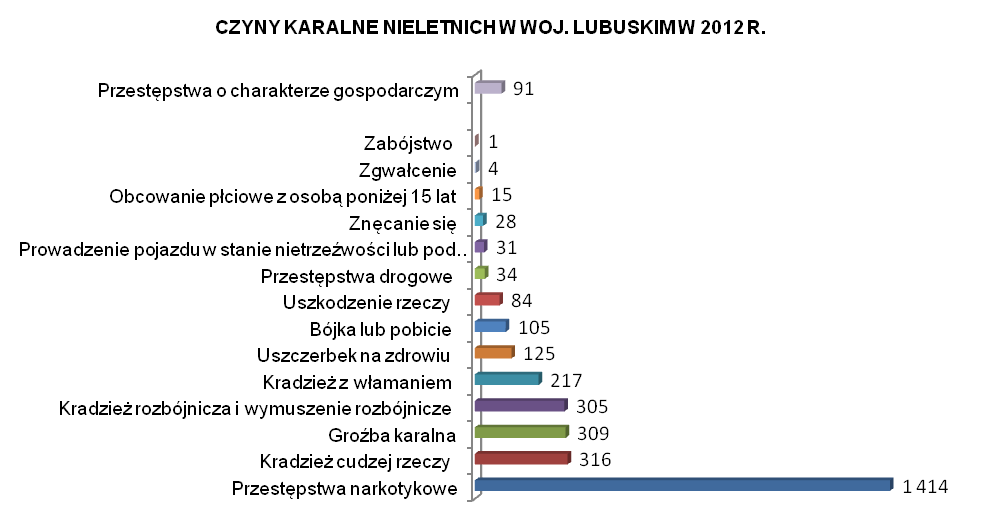 CZYNY KARALNE NIELETNICH W WOJ. LUBUSKIM W 2012 R.
Przestępstwa o charakterze gospodarczym 91
Zabójstwo 1
Zgwałcenie 4
Obcowanie płciowe z osobą poniżej 15 lat 15
Znęcanie się 28
Prowadzenie pojazdu w stanie nietrzeźwości lub pod.. 31
Przestępstwa drogowe 34
Uszkodzenie rzeczy 84
Bójka lub pobicie 105
Uszczerbek na zdrowiu 125
Kradzież z włamaniem 217
Kradzież rozbójnicza i wymuszenie rozbójnicze 305
Groźba karalna 309
Kradzież cudzej rzeczy 316
Przestępstwa narkotykowe 1 414